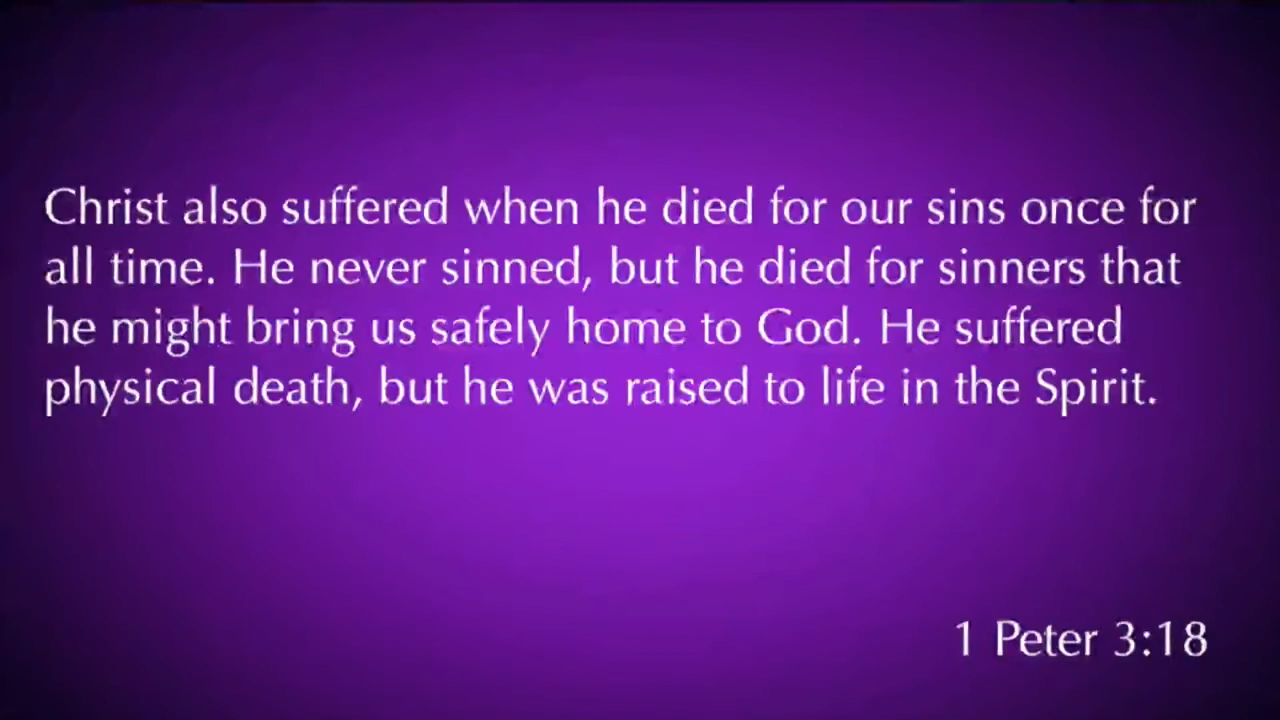 Christ also suffered when he died for our sins once for
all time. He never sinned, but he died for sinners that
he might bring us safely home to God. He suffered
physical death, but he was raised to life in the Spirit.
1 Peter 3:18